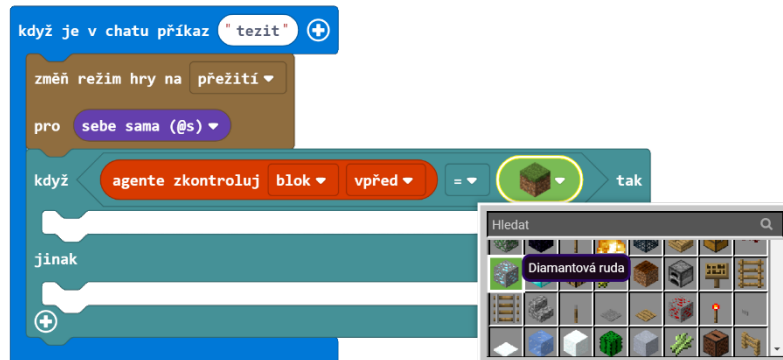 když je v chatu příkaz "tezit"
změň režim hry na přežití
pro sebe sama (@s)
když agente zkontroluj blok vpřed = tak
Hledat
Diamantová ruda
jinak